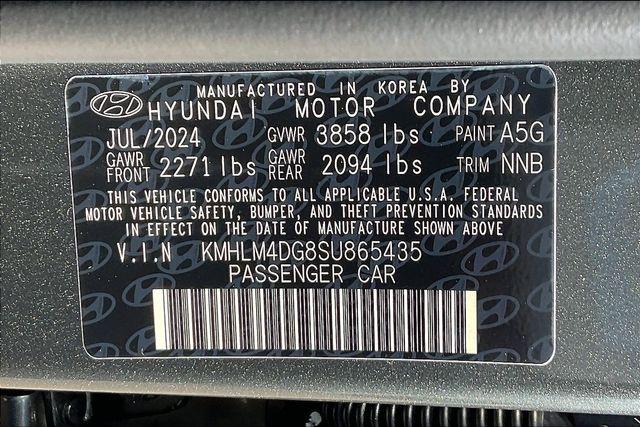 MANUFACTURED IN KOREA BY
HYUNDAI MOTOR COMPANY
JUL/2024 GVWR 3858 lbs PAINT A5G
GAWR FRONT 2271 lbs GAWR REAR 2094 lbs TRIM NNB
THIS VEHICLE CONFORMS TO ALL APPLICABLE U.S.A. FEDERAL
MOTOR VEHICLE SAFETY, BUMPER, AND THEFT PREVENTION STANDARDS
IN EFFECT ON THE DATE OF MANUFACTURE SHOWN ABOVE
V.I.N KMHLM4DG8SU865435
PASSENGER CAR